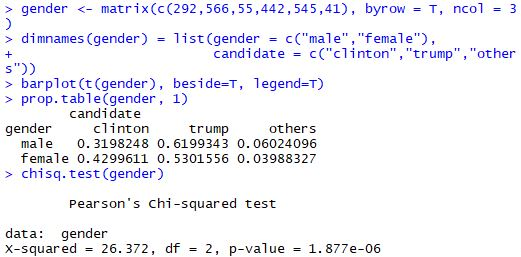 > gender <- matrix(c(292,566,55,442,545,41), byrow = T, ncol = 3
)
> dimnames(gender) = list(gender = c("male","female"),
+                         candidate = c("clinton","trump","other
s"))
> barplot(t(gender), beside=T, legend=T)
> prop.table(gender, 1)
        candidate
gender     clinton     trump     others
  male   0.3198248 0.6199343 0.06024096
  female 0.4299611 0.5301556 0.03988327
> chisq.test(gender)

        Pearson's Chi-squared test

data:  gender
X-squared = 26.372, df = 2, p-value = 1.877e-06